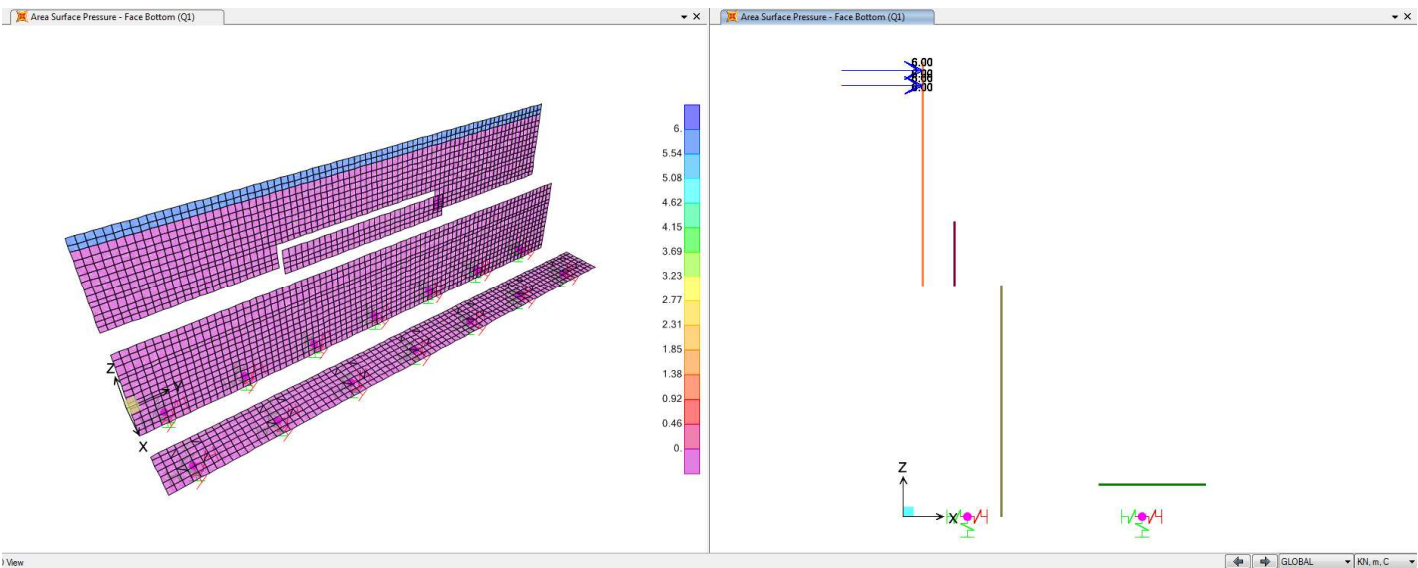 Area Surface Pressure - Face Bottom (Q1)
Z
Y
X
6.
5.54
5.08
4.62
4.15
3.69
3.23
2.77
2.31
1.85
1.38
0.92
0.46
0.
Area Surface Pressure - Face Bottom (Q1)
6.00
Z
X
View
GLOBAL
KN, m, C